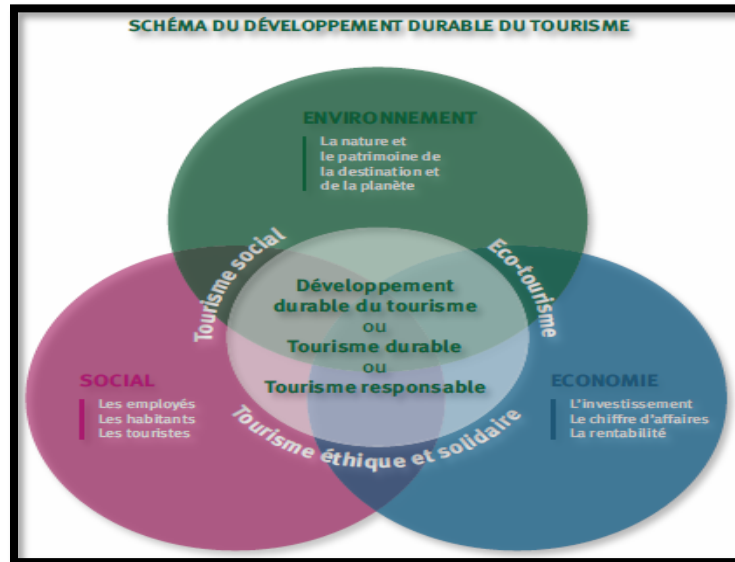 SCHÉMA DU DÉVELOPPEMENT DURABLE DU TOURISME
ENVIRONNEMENT
La nature et
le patrimoine de
la destination et
de la planète
Tourisme social
Eco-tourisme
Développement
durable du tourisme
ou
Tourisme durable
ou
Tourisme responsable
SOCIAL
Les employés
Les habitants
Les touristes
ECONOMIE
L'investissement
Le chiffre d'affaires
La rentabilité
Tourisme éthique et solidaire